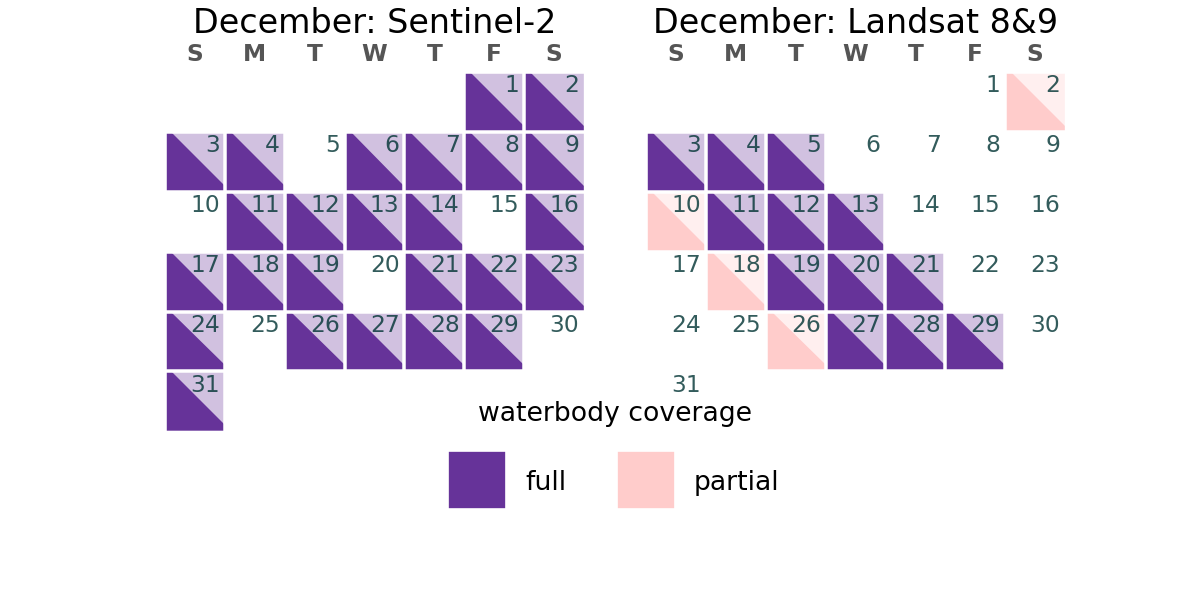 December: Sentinel-2
S M T W T F S
1 2
3 4 5 6 7 8 9
10 11 12 13 14 15 16
17 18 19 20 21 22 23
24 25 26 27 28 29 30
31
December: Landsat 8&9
S M T W T F S
1 2
3 4 5 6 7 8 9
10 11 12 13 14 15 16
17 18 19 20 21 22 23
24 25 26 27 28 29 30
31
waterbody coverage
full partial